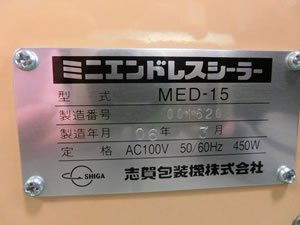 ミニエンドレスシーラー
型式 MED-15
製造番号
製造年月 06年 3月
定格 AC100V 50/60Hz 450W
SHIGA 志賀包装機株式会社